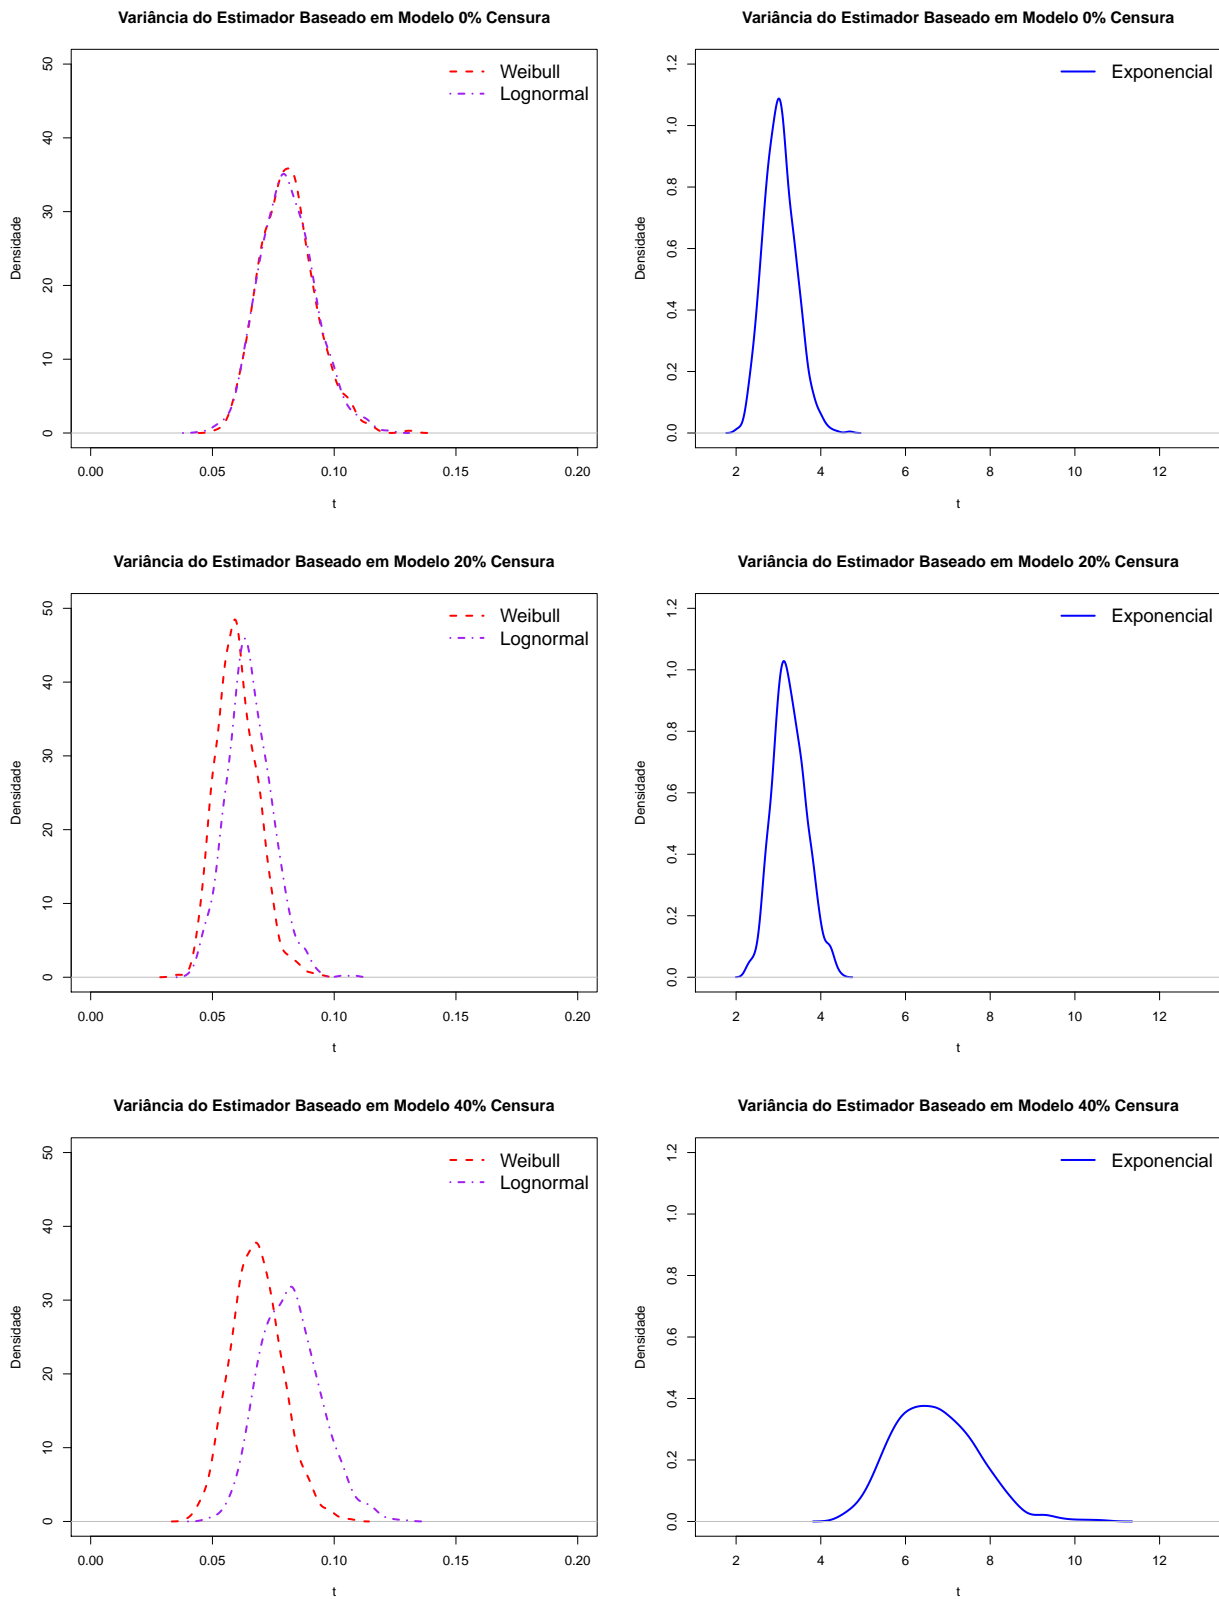 Variância do Estimador Baseado em Modelo 0% Censura
Densidade
50
40
30
20
10
0
Weibull
Lognormal
0.00 0.05 0.10 0.15 0.20
t
Variância do Estimador Baseado em Modelo 0% Censura
Densidade
1.2
1.0
0.8
0.6
0.4
0.2
0.0
Exponencial
2 4 6 8 10 12
t
Variância do Estimador Baseado em Modelo 20% Censura
Densidade
50
40
30
20
10
0
Weibull
Lognormal
0.00 0.05 0.10 0.15 0.20
t
Variância do Estimador Baseado em Modelo 20% Censura
Densidade
1.2
1.0
0.8
0.6
0.4
0.2
0.0
Exponencial
2 4 6 8 10 12
t
Variância do Estimador Baseado em Modelo 40% Censura
Densidade
50
40
30
20
10
0
Weibull
Lognormal
0.00 0.05 0.10 0.15 0.20
t
Variância do Estimador Baseado em Modelo 40% Censura
Densidade
1.2
1.0
0.8
0.6
0.4
0.2
0.0
Exponencial
2 4 6 8 10 12
t